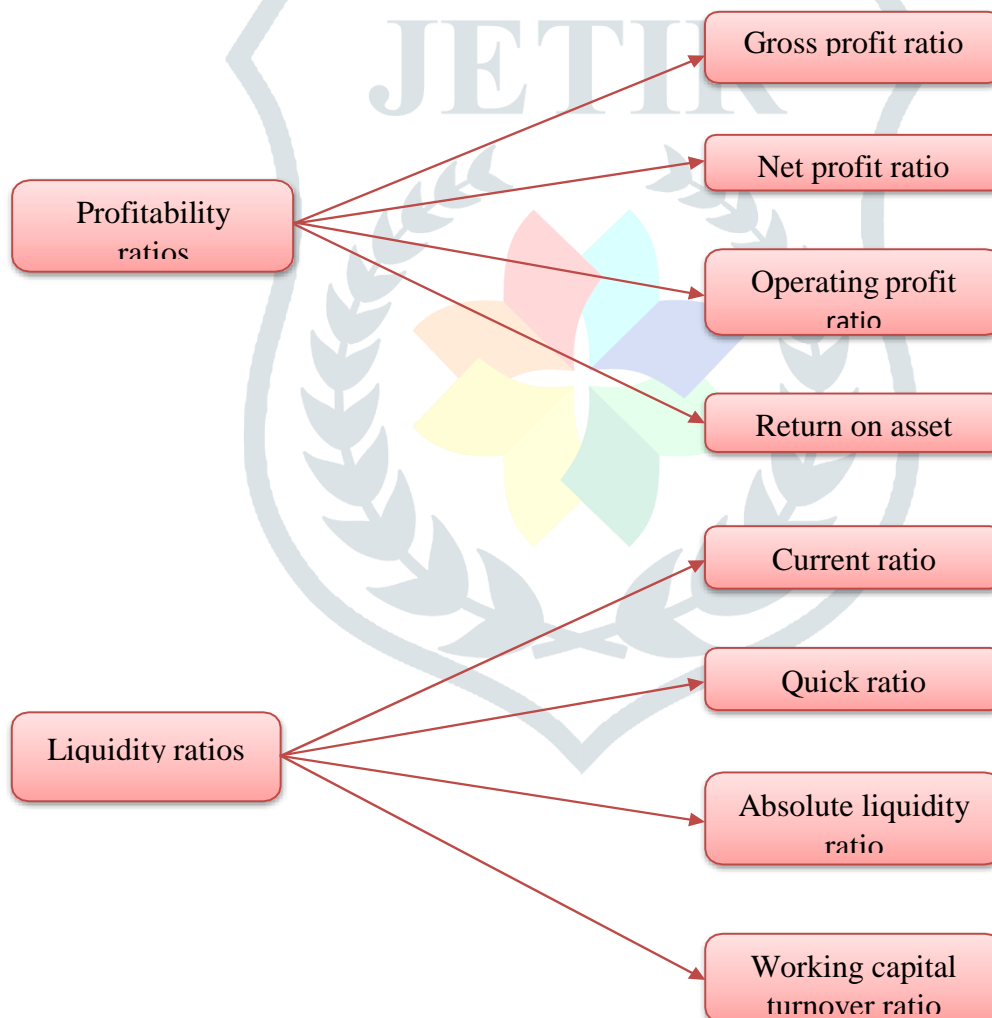 JETIR
Gross profit ratio
Net profit ratio
Profitability
ratios
Operating profit
ratio
Return on asset
Current ratio
Quick ratio
Liquidity ratios
Absolute liquidity
ratio
Working capital
turnover ratio